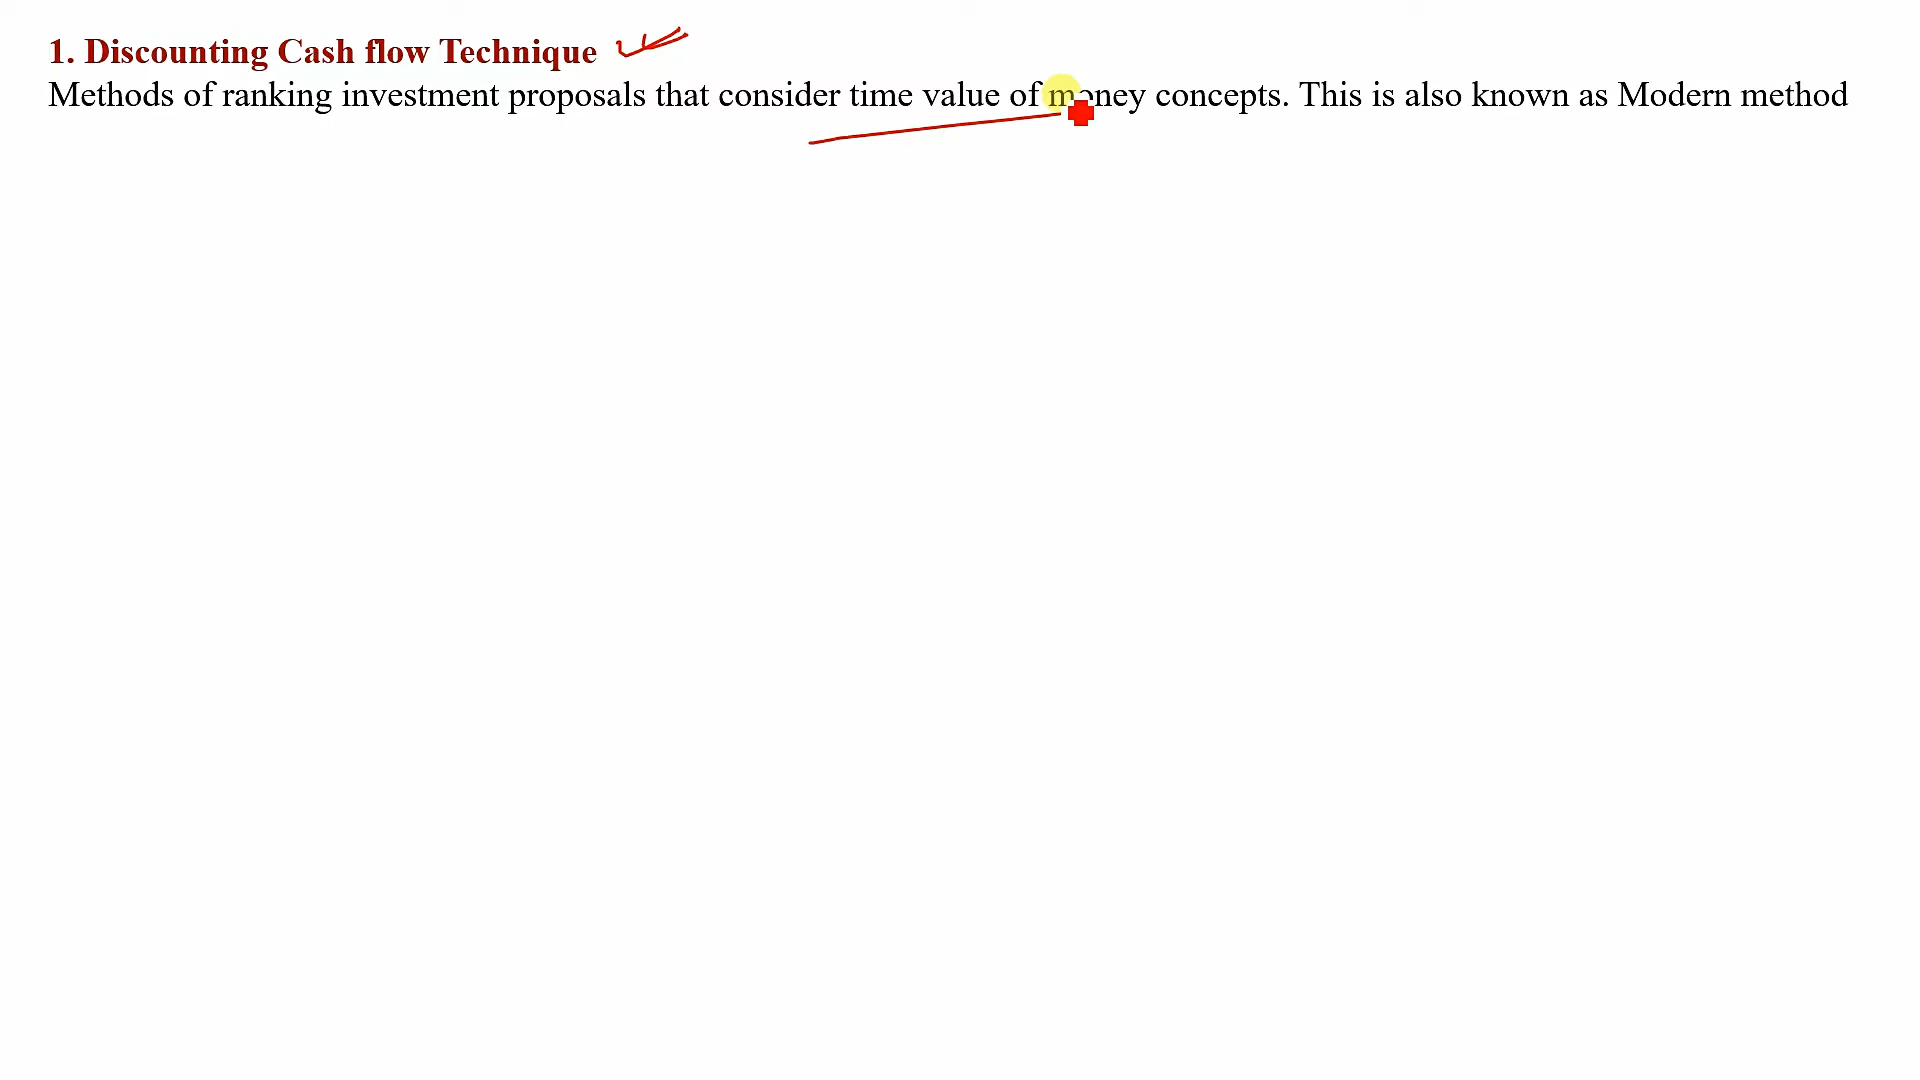 1. Discounting Cash flow Technique
Methods of ranking investment proposals that consider time value of money concepts. This is also known as Modern method